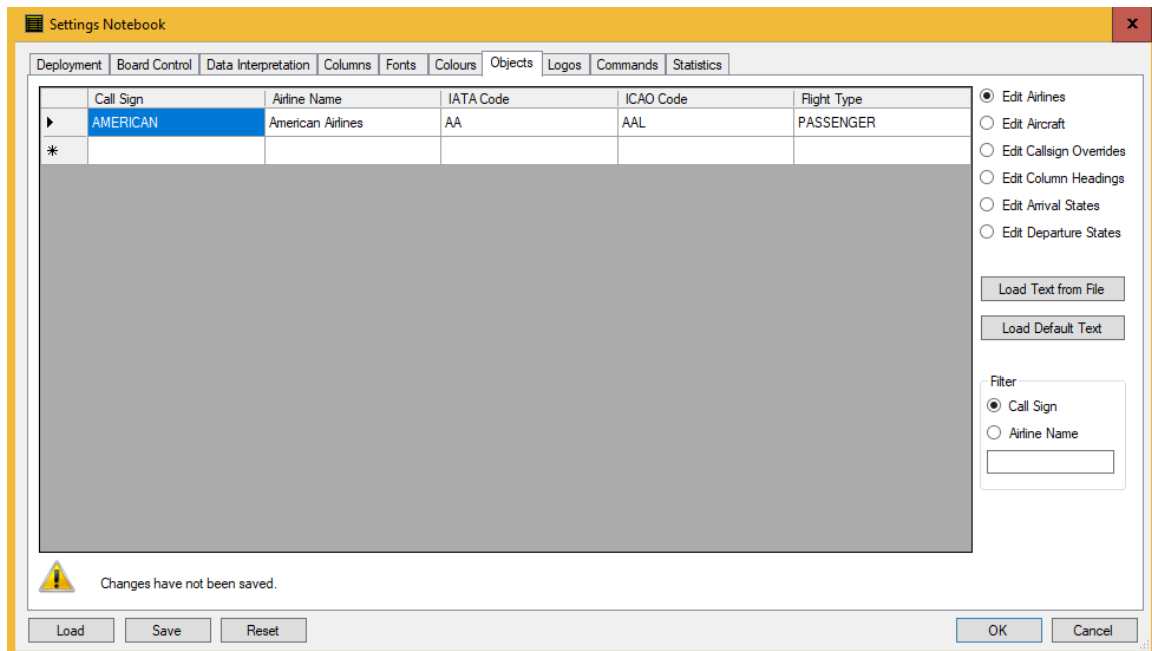 Settings Notebook
x
Deployment Board Control Data Interpretation Columns Fonts Colours Objects Logos Commands Statistics
Call Sign Airline Name IATA Code ICAO Code Flight Type
AMERICAN American Airlines AA AAL PASSENGER
Edit Airlines
Edit Aircraft
Edit Callsign Overrides
Edit Column Headings
Edit Arrival States
Edit Departure States
Load Text from File
Load Default Text
Filter
Call Sign
Airline Name
Changes have not been saved.
Load Save Reset OK Cancel